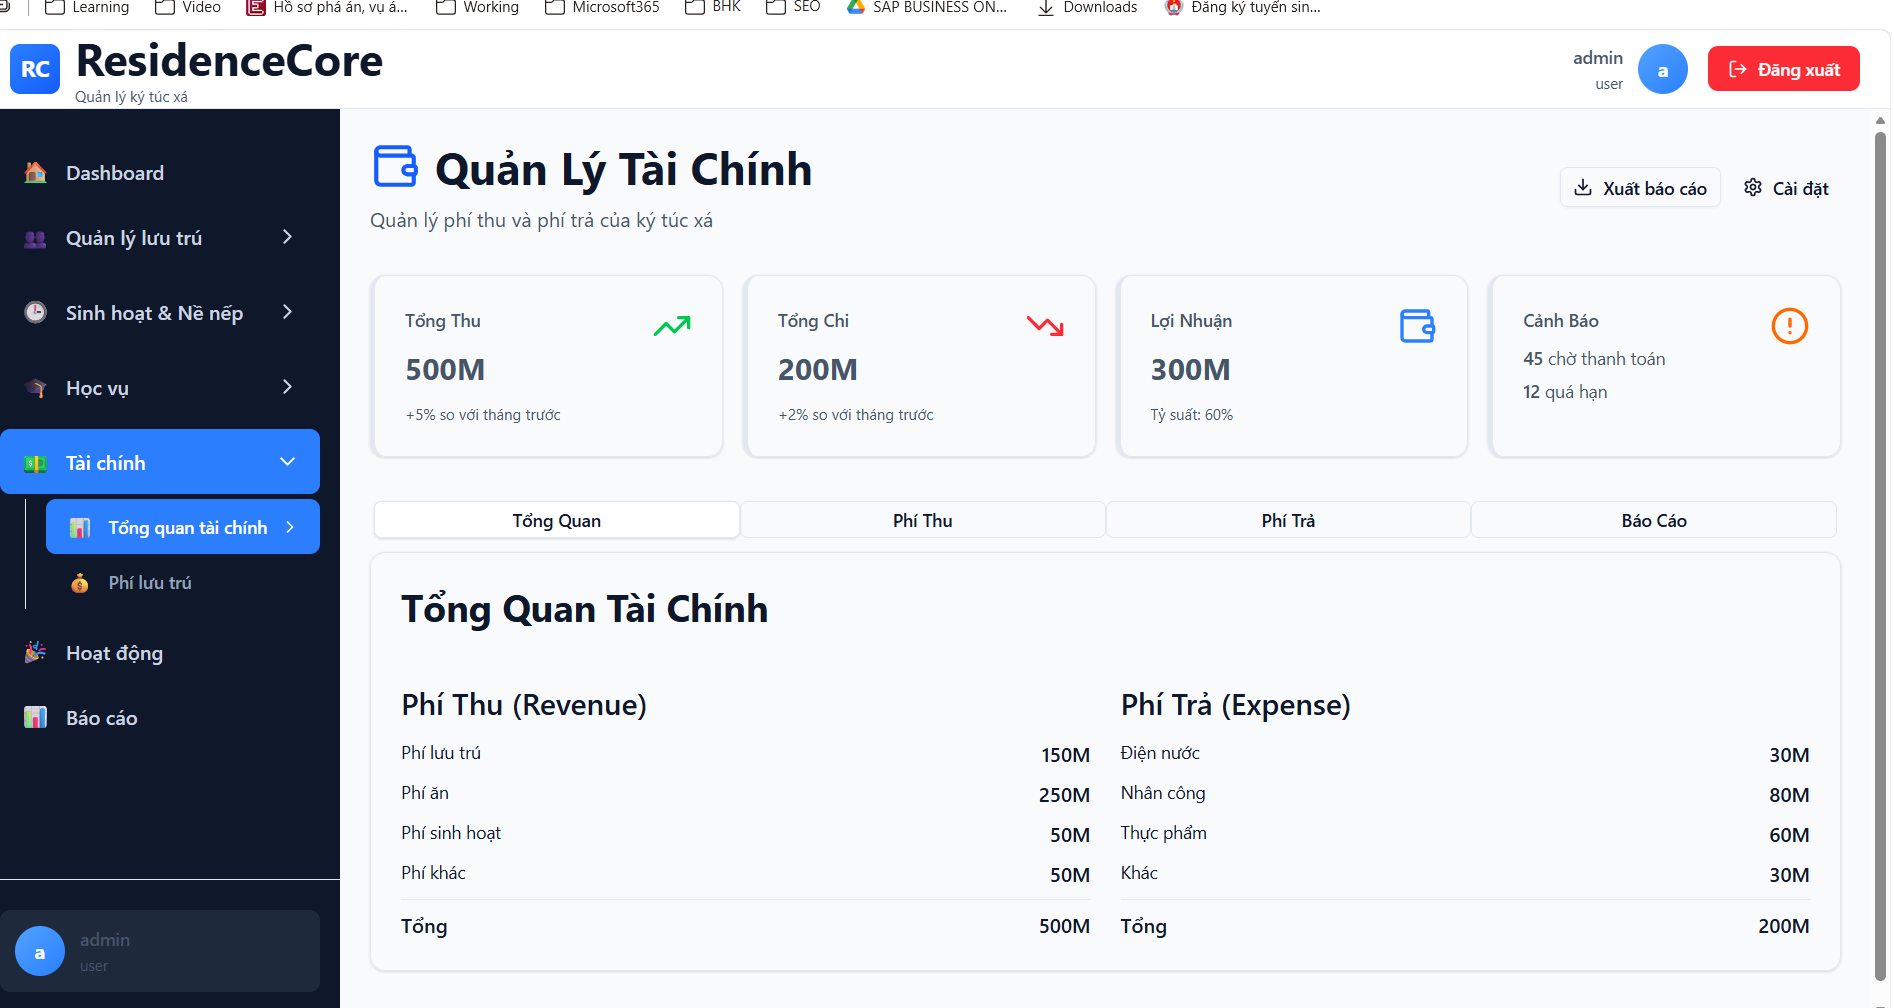 Learning
Video
Hồ sơ phá án, vụ á...
Working
Microsoft365
BHK
SEO
SAP BUSINESS ON...
Downloads
Đăng ký tuyển sin...
RC
ResidenceCore
Quản lý ký túc xá
admin
user
a
Đăng xuất
Dashboard
Quản lý lưu trú
Sinh hoạt & Nề nếp
Học vụ
Tài chính
Tổng quan tài chính
Phí lưu trú
Hoạt động
Báo cáo
a
admin
user
Quản Lý Tài Chính
Quản lý phí thu và phí trả của ký túc xá
Xuất báo cáo
Cài đặt
Tổng Thu
500M
+5% so với tháng trước
Tổng Chi
200M
+2% so với tháng trước
Lợi Nhuận
300M
Tỷ suất: 60%
Cảnh Báo
45 chờ thanh toán
12 quá hạn
Tổng Quan
Phí Thu
Phí Trả
Báo Cáo
Tổng Quan Tài Chính
Phí Thu (Revenue)
Phí lưu trú 150M
Phí ăn 250M
Phí sinh hoạt 50M
Phí khác 50M
Tổng 500M
Phí Trả (Expense)
Điện nước 30M
Nhân công 80M
Thực phẩm 60M
Khác 30M
Tổng 200M